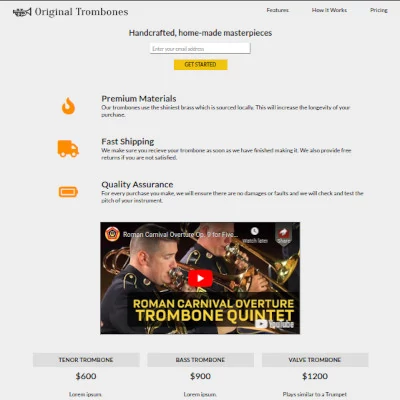 Original Trombones
Features
How It Works
Pricing
Handcrafted, home-made masterpieces
Enter your email address
GET STARTED
Premium Materials
Our trombones use the shiniest brass which is sourced locally. This will increase the longevity of your
purchase.
Fast Shipping
We make sure you recieve your trombone as soon as we have finished making it. We also provide free
returns if you are not satisfied.
Quality Assurance
For every purchase you make, we will ensure there are no damages or faults and we will check and test the
pitch of your instrument.
Roman Carnival Overture Op. 9 for Five...
Watch later
Share
ROMAN CARNIVAL OVERTURE
TROMBONE QUINTET
YouTube
TENOR TROMBONE
BASS TROMBONE
VALVE TROMBONE
$600
$900
$1200
Lorem ipsum.
Lorem ipsum.
Plays similar to a Trumpet